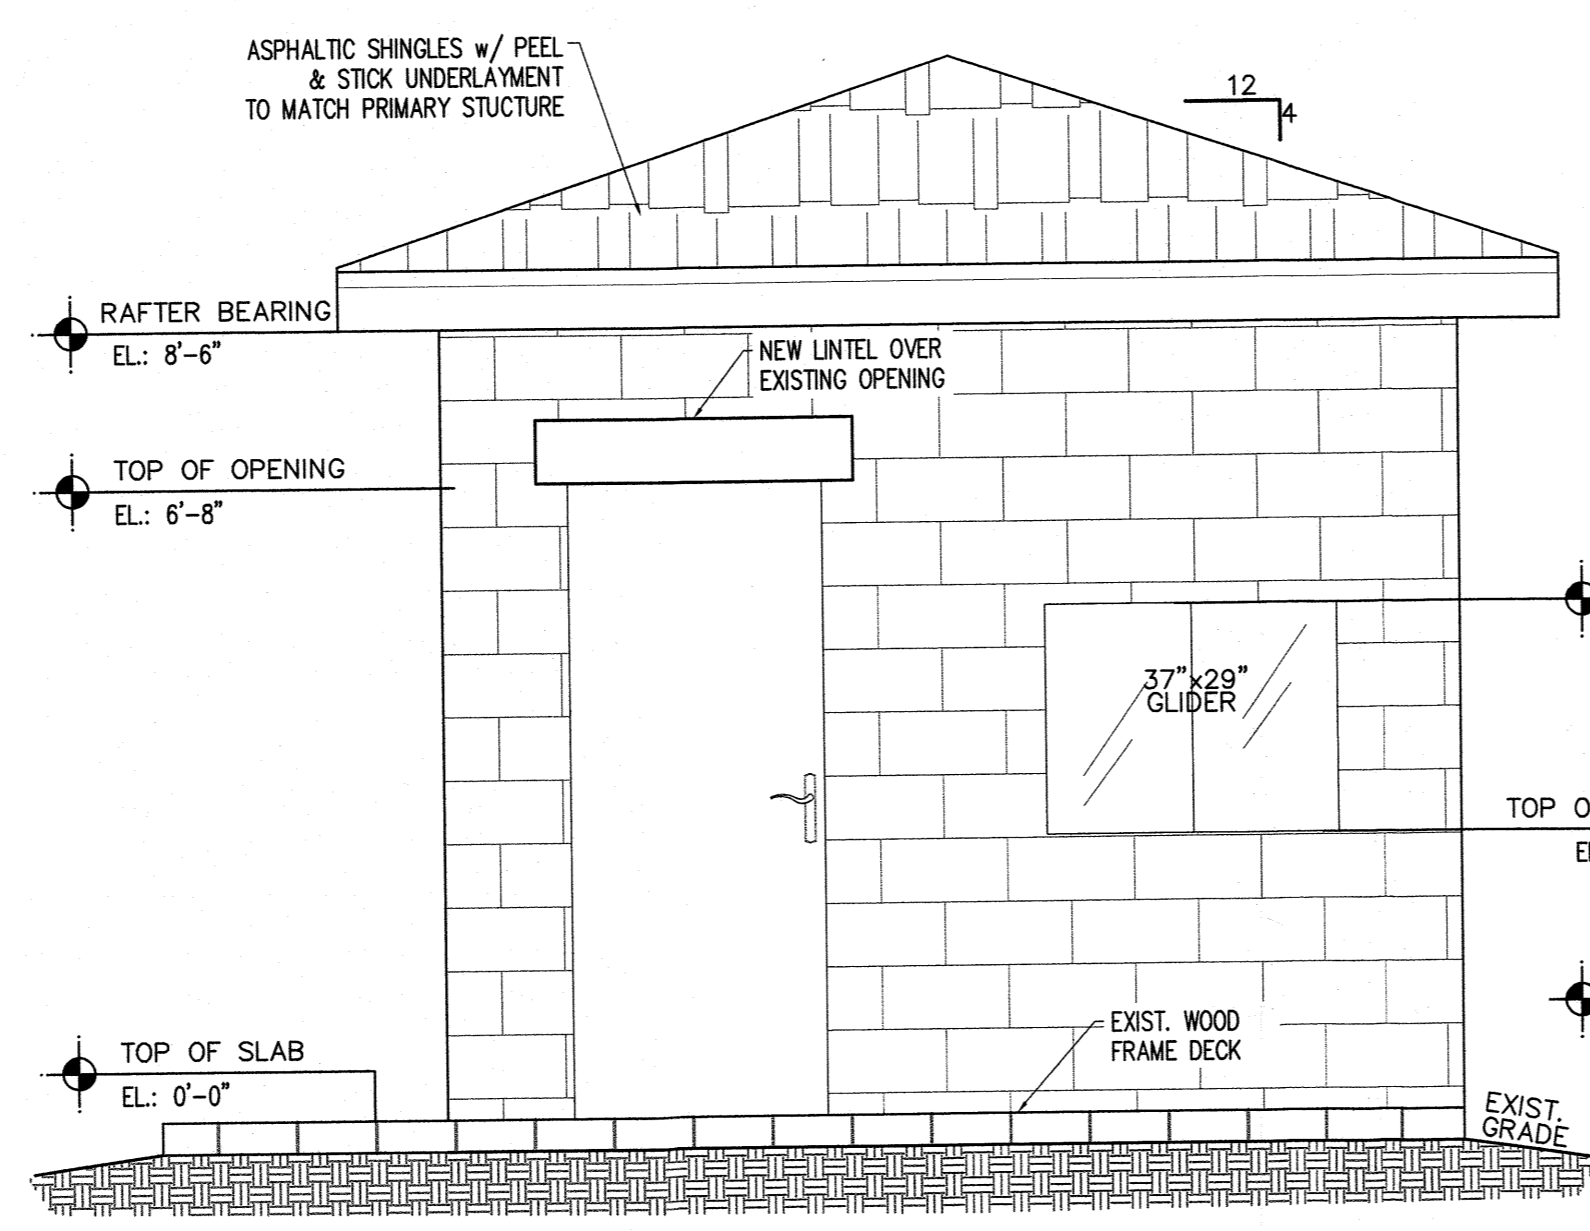 ASPHALTIC SHINGLES w/ PEEL
& STICK UNDERLAYMENT
TO MATCH PRIMARY STUCTURE
12
4
RAFTER BEARING
EL.: 8'-6"
NEW LINTEL OVER
EXISTING OPENING
TOP OF OPENING
EL.: 6'-8"
37"x29"
GLIDER
TOP O
EXIST. WOOD
FRAME DECK
TOP OF SLAB
EL.: 0'-0"
EXIST.
GRADE